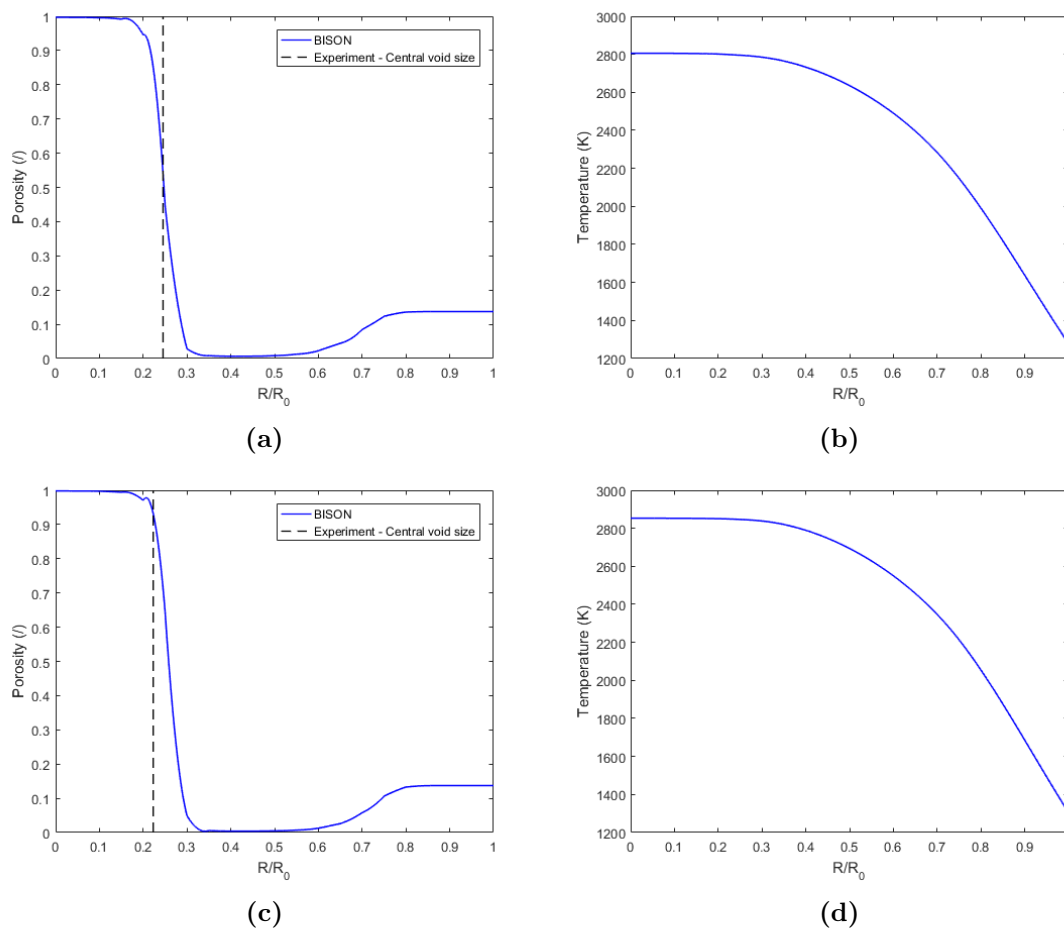 1
0.9
0.8
0.7
0.6
0.5
0.4
0.3
0.2
0.1
0
Porosity (/)
BISON
Experiment - Central void size
0 0.1 0.2 0.3 0.4 0.5 0.6 0.7 0.8 0.9 1
R/R0
(a)
3000
2800
2600
2400
2200
2000
1800
1600
1400
1200
Temperature (K)
0 0.1 0.2 0.3 0.4 0.5 0.6 0.7 0.8 0.9
R/R0
(b)
1
0.9
0.8
0.7
0.6
0.5
0.4
0.3
0.2
0.1
0
Porosity (/)
BISON
Experiment - Central void size
0 0.1 0.2 0.3 0.4 0.5 0.6 0.7 0.8 0.9 1
R/R0
(c)
3000
2800
2600
2400
2200
2000
1800
1600
1400
1200
Temperature (K)
0 0.1 0.2 0.3 0.4 0.5 0.6 0.7 0.8 0.9
R/R0
(d)